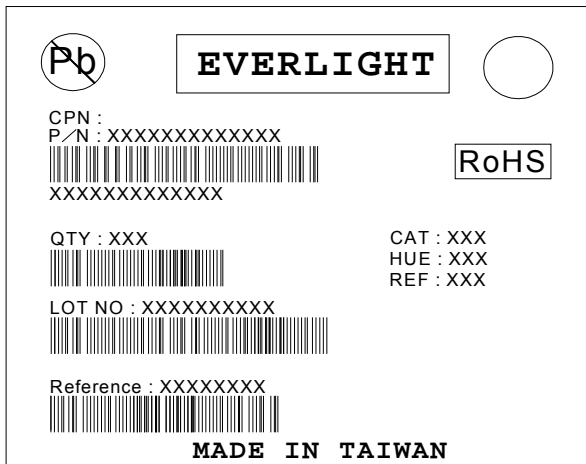 Pb
EVERLIGHT
CPN :
P/N : XXXXXXXXXXXXX
RoHS
XXXXXXXXXXXXX
QTY : XXX
CAT : XXX
HUE : XXX
REF : XXX
LOT NO : XXXXXXXXXX
Reference : XXXXXXXX
MADE IN TAIWAN